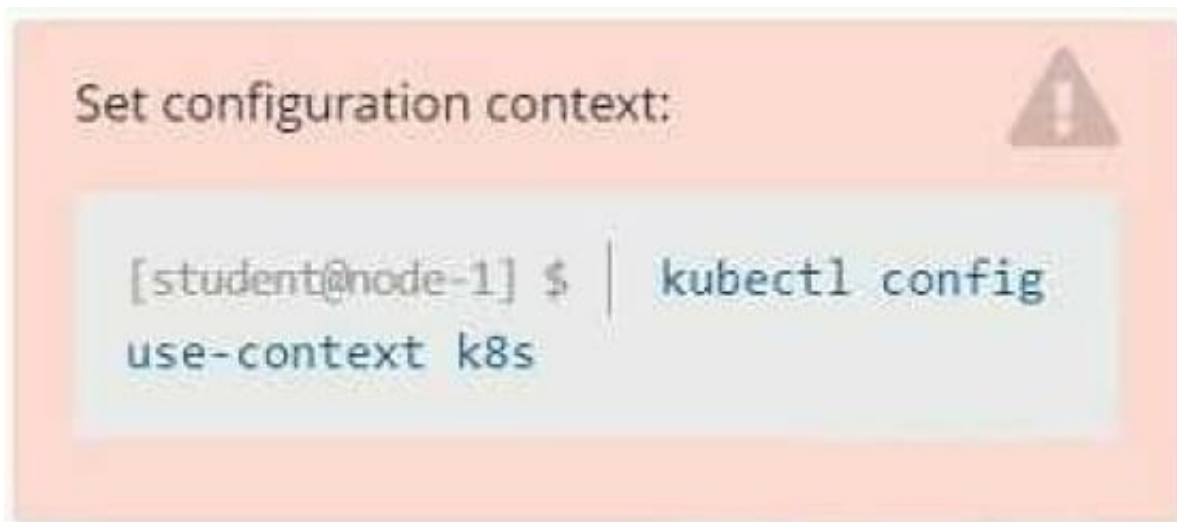 Set configuration context:
[student@node-1] $ | kubectl config
use-context k8s